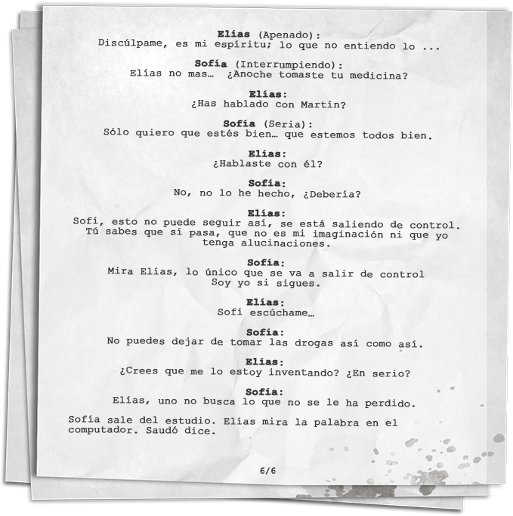 Elías (Apenado):
Discúlpame, es mi espíritu; lo que no entiendo lo ...
Sofía (Interrumpiendo):
Elías no mas… ¿Anoche tomaste tu medicina?
Elías:
¿Has hablado con Martín?
Sofía (Seria):
Sólo quiero que estés bien… que estemos todos bien.
Elías:
¿Hablaste con él?
Sofía:
No, no lo he hecho, ¿Debería?
Elías:
Sofí, esto no puede seguir así, se está saliendo de control.
Tú sabes que si pasa, que no es mi imaginación ni que yo
tenga alucinaciones.
Sofía:
Mira Elías, lo único que se va a salir de control
Soy yo si sigues.
Elías:
Sofí escúchame…
Sofía:
No puedes dejar de tomar las drogas así como así.
Elías:
¿Crees que me lo estoy inventando? ¿En serio?
Sofía:
Elías, uno no busca lo que no se le ha perdido.
Sofía sale del estudio. Elías mira la palabra en el
computador. Saudó dice.
6/6